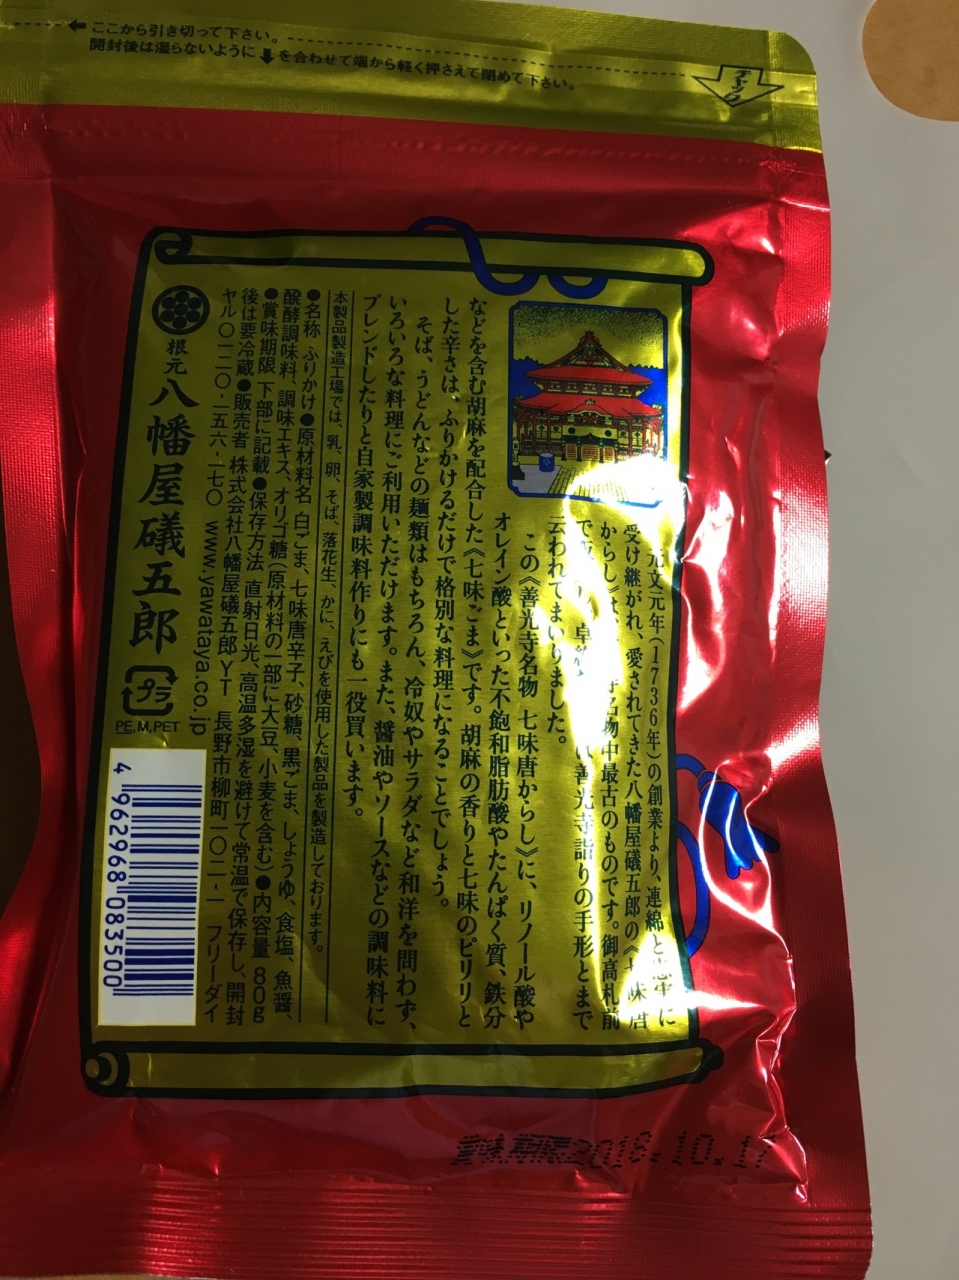 ここから引き切って下さい。
開封後は湿らないように⬇を合わせて端から軽く押さえて閉めて下さい。
チャック
元文元年(1736年)の創業より、連綿と忠実に
受け継がれ、愛されてきた八幡屋礒五郎の《七味唐
からし》は、 寺名物中最古のものです。御高札前
で 卓 い善光寺詣りの手形とまで
云われてまいりました。
この《善光寺名物 七味唐からし》に、リノール酸や
オレイン酸といった不飽和脂肪酸やたんぱく質、鉄分
などを含む胡麻を配合した《七味ごま》です。胡麻の香りと七味のピリリと
した辛さは、ふりかけるだけで格別な料理になることでしょう。
そば、うどんなどの麺類はもちろん、冷奴やサラダなど和洋を問わず、
いろいろな料理にご利用いただけます。また、醤油やソースなどの調味料に
ブレンドしたりと自家製調味料作りにも一役買います。
本製品製造工場では、乳、卵、そば、落花生、かに、えびを使用した製品を製造しております。
●名称 ふりかけ●原材料名 白ごま、七味唐辛子、砂糖、黒ごま、しょうゆ、食塩、魚醤、
醗酵調味料、調味エキス、オリゴ糖(原材料の一部に大豆、小麦を含む)●内容量 80g
●賞味期限 下部に記載●保存方法 直射日光、高温多湿を避けて常温で保存し、開封
後は要冷蔵●販売者 株式会社八幡屋礒五郎 YT 長野市柳町一〇二-一 フリーダイ
ヤル〇一二〇-一五六-一七〇 www.yawataya.co.jp
根元 八幡屋礒五郎
プラ
PE,M,PET
4 962968 083500
賞味期限2018.10.17